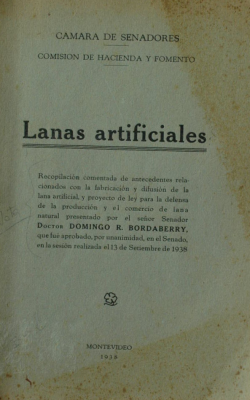 CAMARA DE SENADORES
COMISION DE HACIENDA Y FOMENTO
Lanas artificiales
Recopilación comentada de antecedentes rela-
cionados con la fabricación y difusión de la
lana artificial, y proyecto de ley para la defensa
de la producción y el comercio de lana
natural presentado por el señor Senador
DOCTOR DOMINGO R. BORDABERRY,
que fue aprobado, por unanimidad, en el Senado,
en la sesión realizada el 13 de Setiembre de 1938
MONTEVIDEO
1938